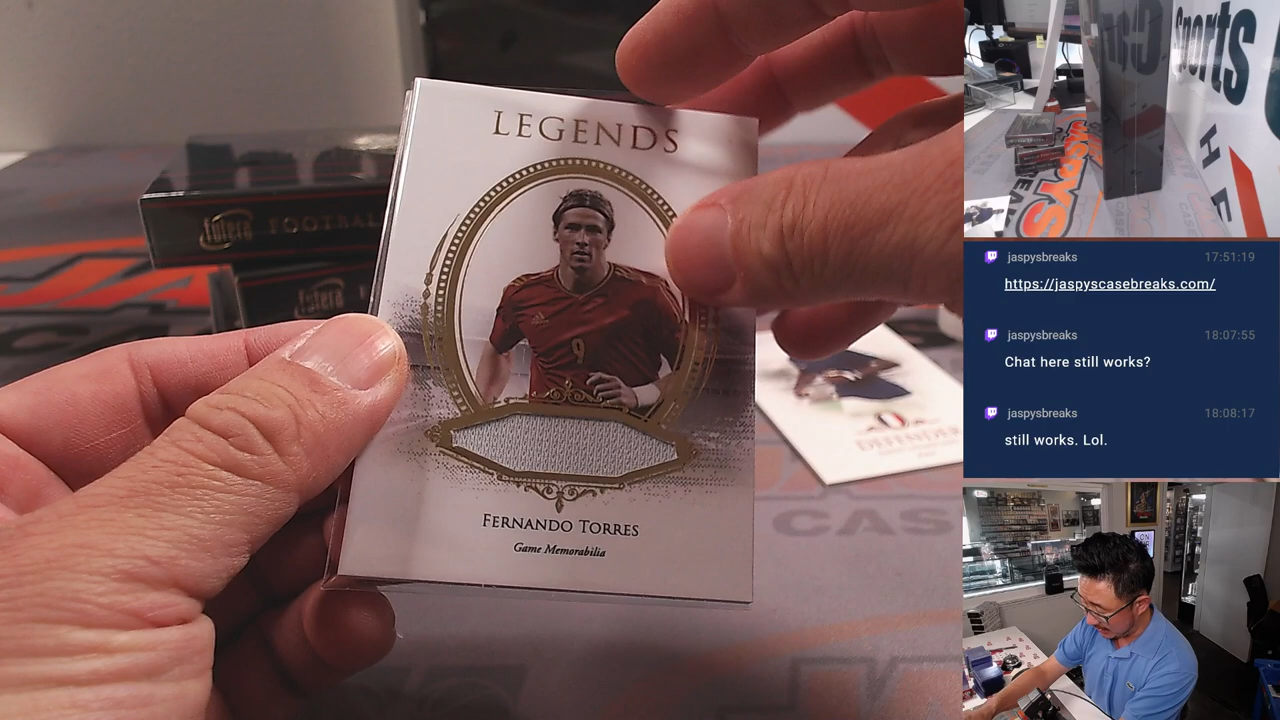 LEGENDS
9
FERNANDO TORRES
Game Memorabilia
futera FOOTBALL
futera
DEFENDER
CAS
Sports
jaspysbreaks 17:51:19
https://jaspyscasebreaks.com/
jaspysbreaks 18:07:55
Chat here still works?
jaspysbreaks 18:08:17
still works. Lol.